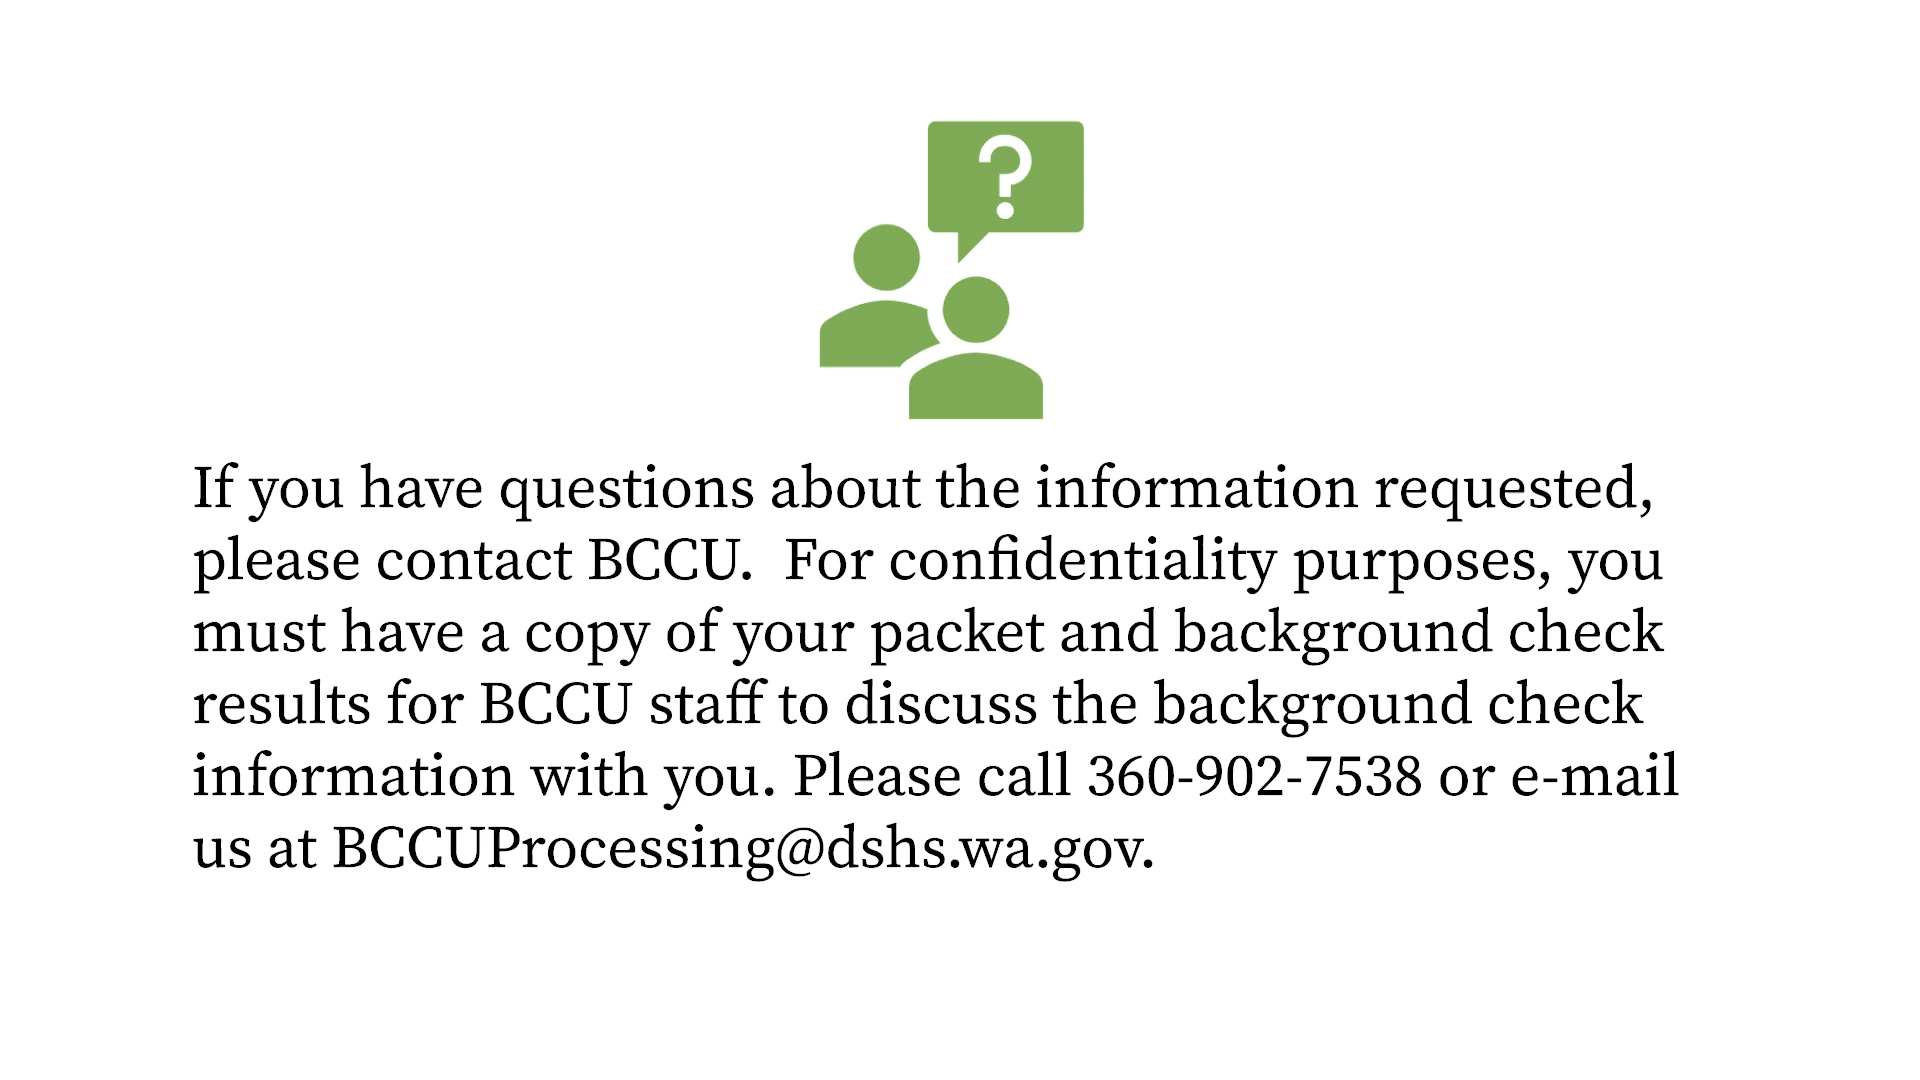 ?
If you have questions about the information requested,
please contact BCCU.  For confidentiality purposes, you
must have a copy of your packet and background check
results for BCCU staff to discuss the background check
information with you. Please call 360-902-7538 or e-mail
us at BCCUProcessing@dshs.wa.gov.